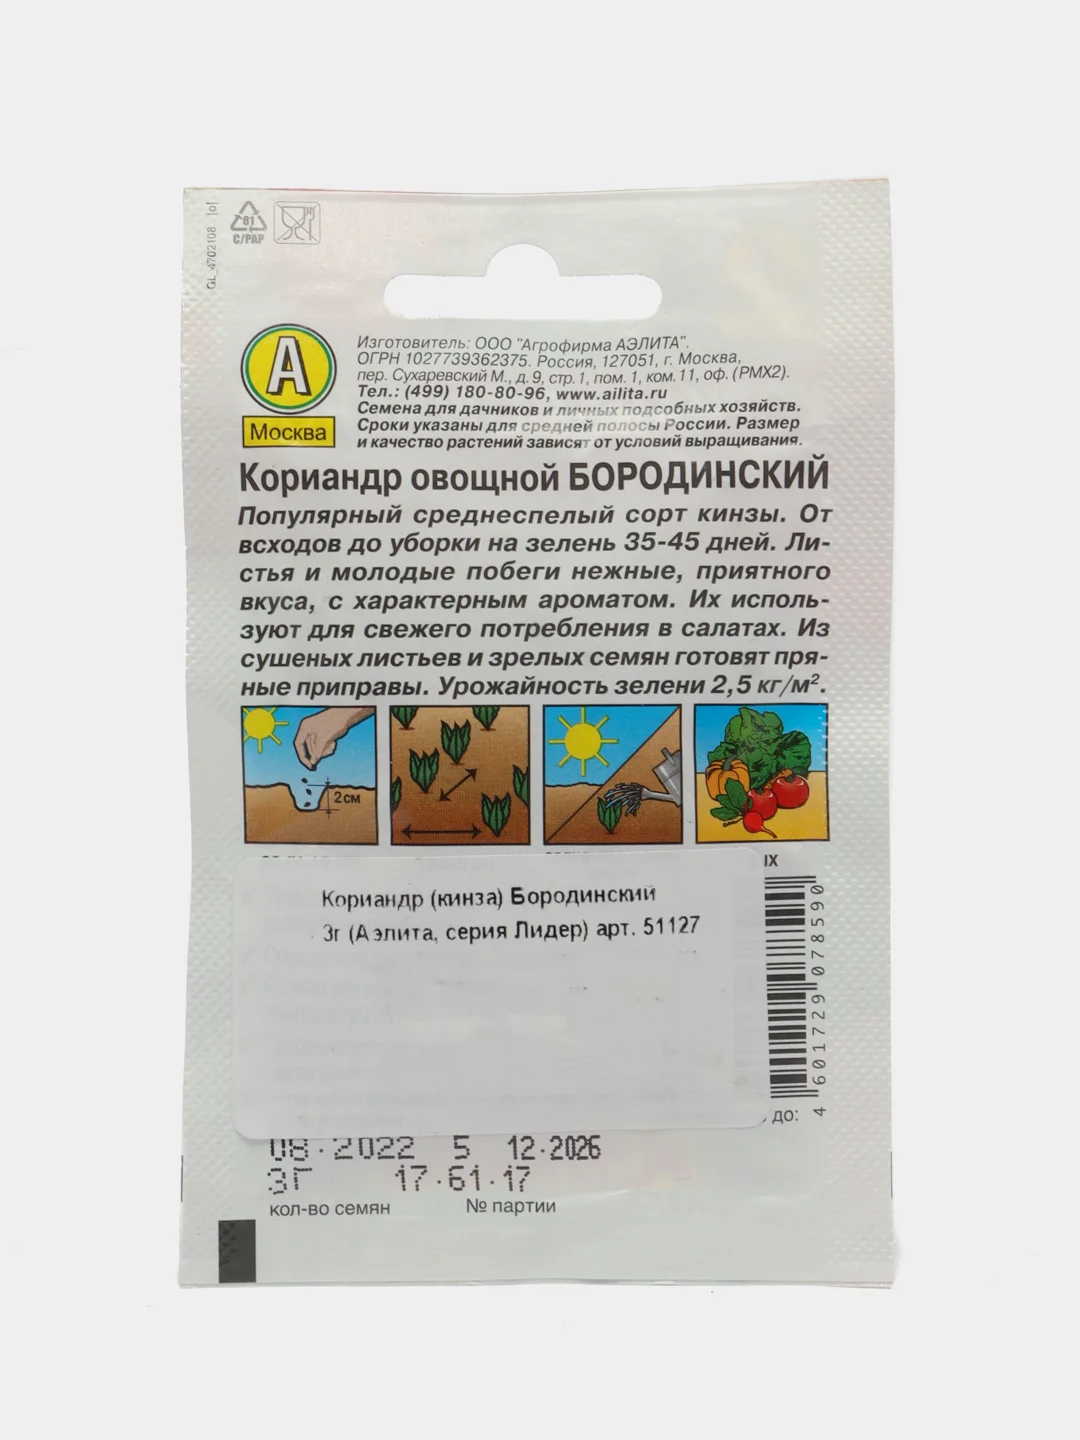 GL_4702108
81
C/PAP
А
Москва
Изготовитель: ООО "Агрофирма АЭЛИТА".
ОГРН 1027739362375. Россия, 127051, г. Москва,
пер. Сухаревский М., д. 9, стр. 1, пом. 1, ком. 11, оф. (РМХ2).
Тел.: (499) 180-80-96, www.ailita.ru
Семена для дачников и личных подсобных хозяйств.
Сроки указаны для средней полосы России. Размер
и качество растений зависят от условий выращивания.
Кориандр овощной БОРОДИНСКИЙ
Популярный среднеспелый сорт кинзы. От
всходов до уборки на зелень 35-45 дней. Ли-
стья и молодые побеги нежные, приятного
вкуса, с характерным ароматом. Их исполь-
зуют для свежего потребления в салатах. Из
сушеных листьев и зрелых семян готовят пря-
ные приправы. Урожайность зелени 2,5 кг/м².
2 см
Кориандр (кинза) Бородинский
3г (Аэлита, серия Лидер) арт. 51127
4 601729 078590
до:
08.2022 5 12.2026
3Г 17.61.17
кол-во семян № партии